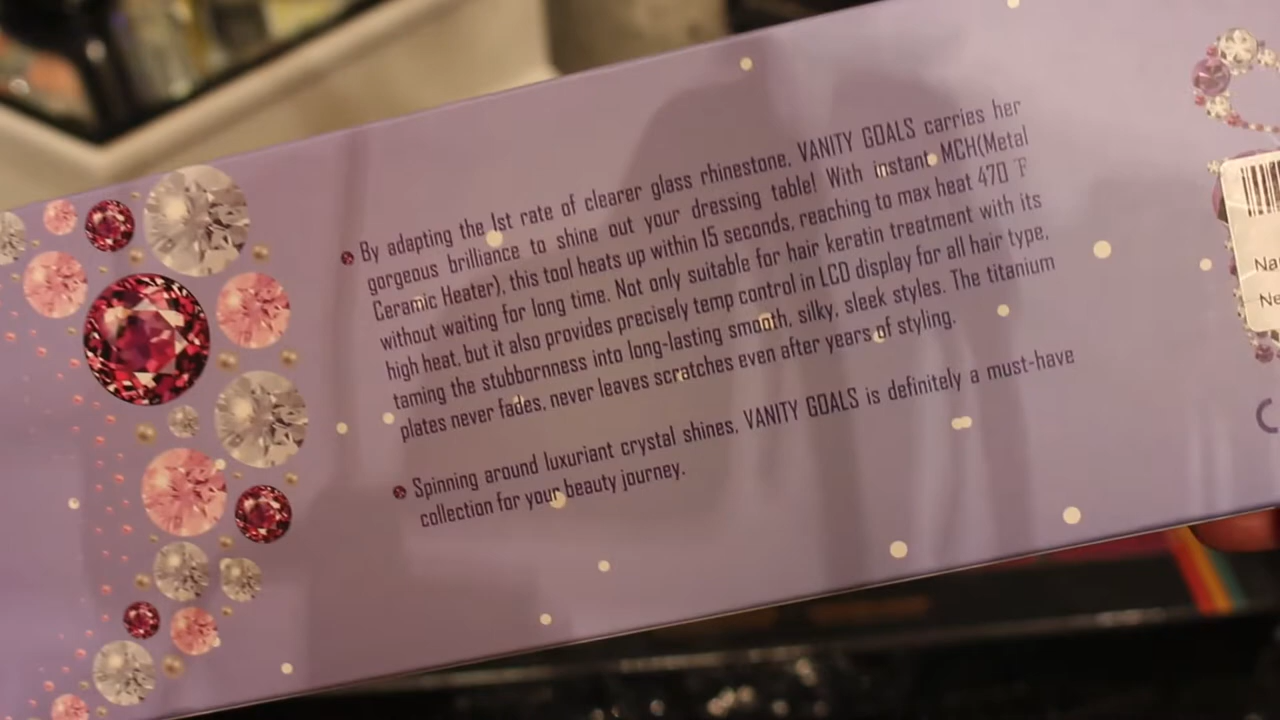 By adapting the 1st rate of clearer glass rhinestone, VANITY GOALS carries her
gorgeous brilliance to shine out your dressing table! With instant MCH(Metal
Ceramic Heater), this tool heats up within 15 seconds, reaching to max heat 470 °F
without waiting for long time. Not only suitable for hair keratin treatment with its
high heat, but it also provides precisely temp control in LCD display for all hair type,
taming the stubbornness into long-lasting smooth, silky, sleek styles. The titanium
plates never fades, never leaves scratches even after years of styling.
Spinning around luxuriant crystal shines, VANITY GOALS is definitely a must-have
collection for your beauty journey.